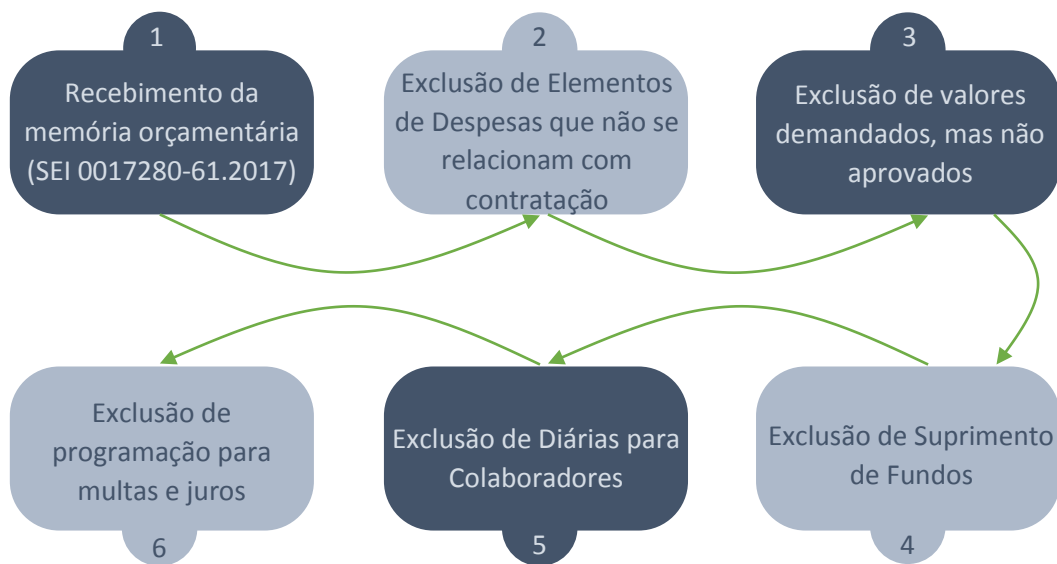 1
Recebimento da
memória orçamentária
(SEI 0017280-61.2017)
2
Exclusão de Elementos
de Despesas que não se
relacionam com
contratação
3
Exclusão de valores
demandados, mas não
aprovados
Exclusão de Suprimento
de Fundos
4
Exclusão de Diárias para
Colaboradores
5
Exclusão de
programação para
multas e juros
6